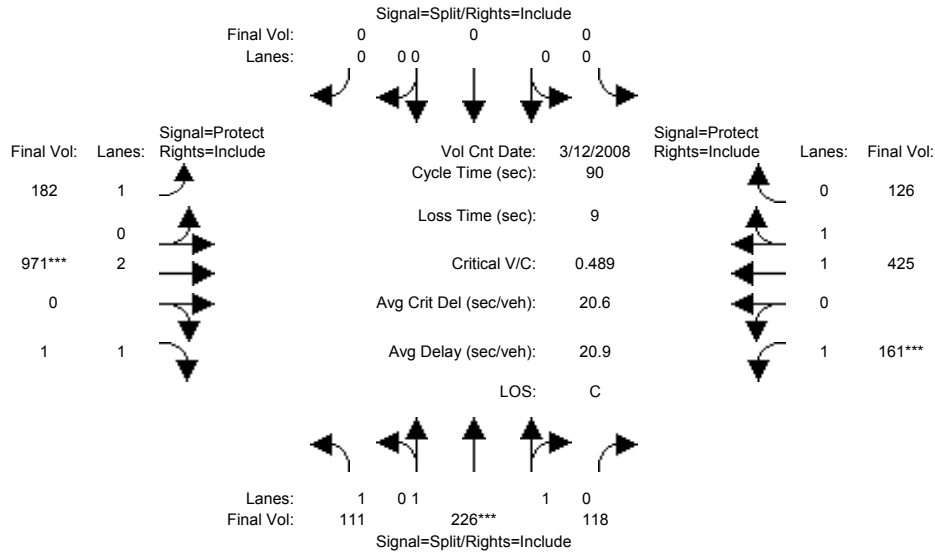 Signal=Split/Rights=Include
Final Vol: 0 0 0
Lanes: 0 0 0 0 0
Signal=Protect Signal=Protect
Final Vol: Lanes: Rights=Include Vol Cnt Date: 3/12/2008 Rights=Include Lanes: Final Vol:
Cycle Time (sec): 90
182 1 0 126
Loss Time (sec): 9
0 1
971*** 2 Critical V/C: 0.489 1 425
0 Avg Crit Del (sec/veh): 20.6 0
1 1 Avg Delay (sec/veh): 20.9 1 161***
LOS: C
Lanes: 1 0 1 1 0
Final Vol: 111 226*** 118
Signal=Split/Rights=Include